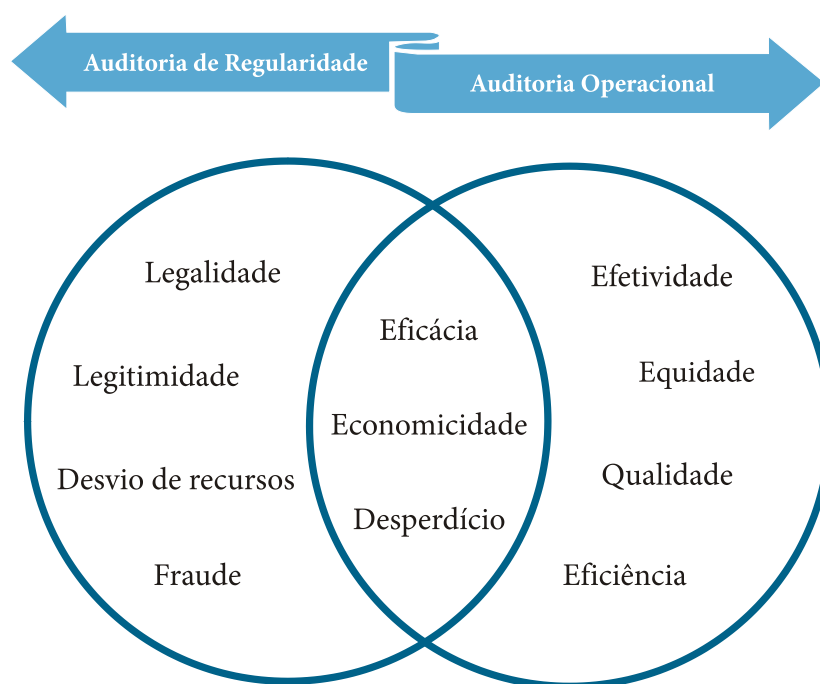 Auditoria de Regularidade
Auditoria Operacional
Legalidade
Legitimidade
Desvio de recursos
Fraude
Eficácia
Economicidade
Desperdício
Efetividade
Equidade
Qualidade
Eficiência